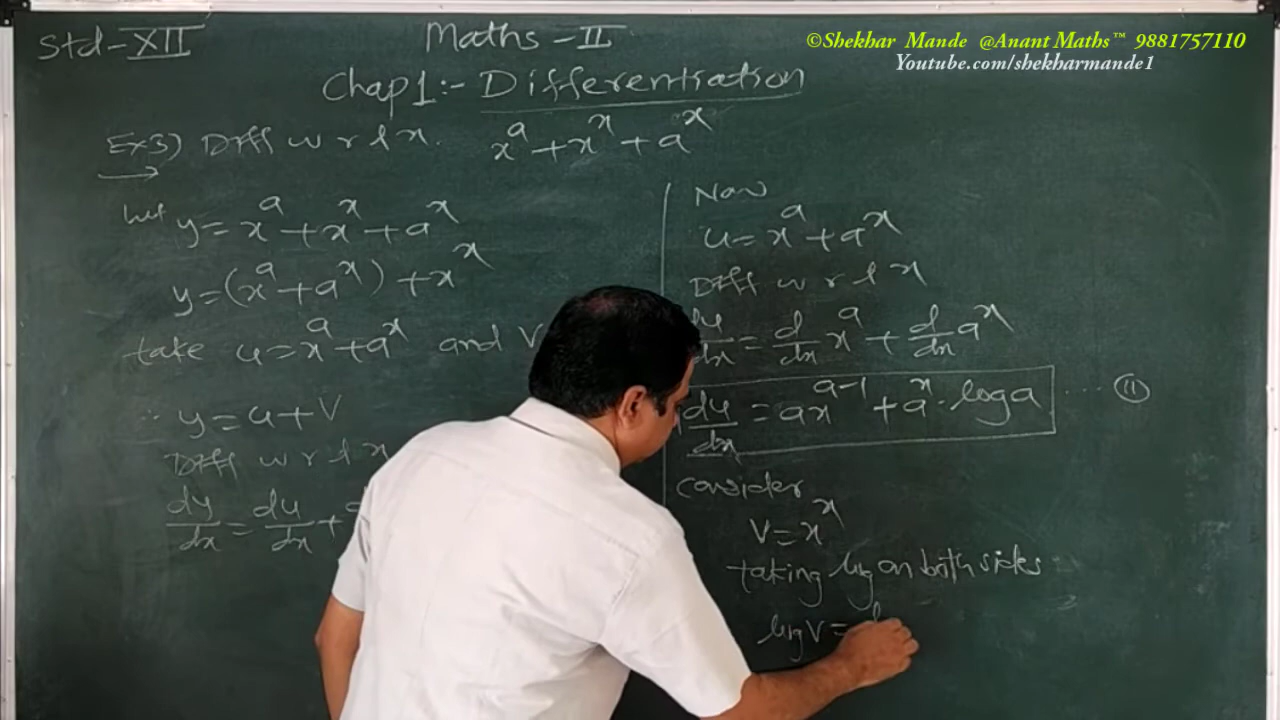 Std-XII
Maths-II
©Shekhar Mande @Anant Maths™ 9881757110
Youtube.com/shekharmande1
Chap1:- Differentiation
Ex3) Diff w r t x. x^a + x^x + a^x
let y = x^a + x^x + a^x
y = (x^a + a^x) + x^x
take u = x^a + a^x and V
∴ y = u + V
Diff w r t x
dy/dx = du/dx +
Now
u = x^a + a^x
Diff w r t x
du/dx = d/dx x^a + d/dx a^x
du/dx = ax^(a-1) + a^x · log a .... (II)
Consider
V = x^x
taking log on both sides
log V =